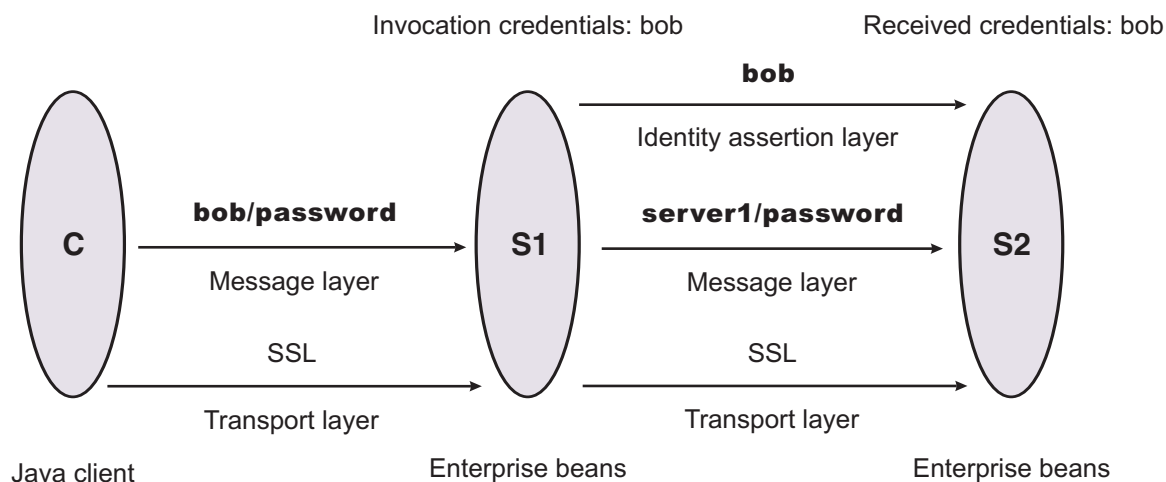 Invocation credentials: bob
Received credentials: bob
bob
Identity assertion layer
bob/password
server1/password
C
S1
S2
Message layer
Message layer
SSL
SSL
Transport layer
Transport layer
Java client
Enterprise beans
Enterprise beans